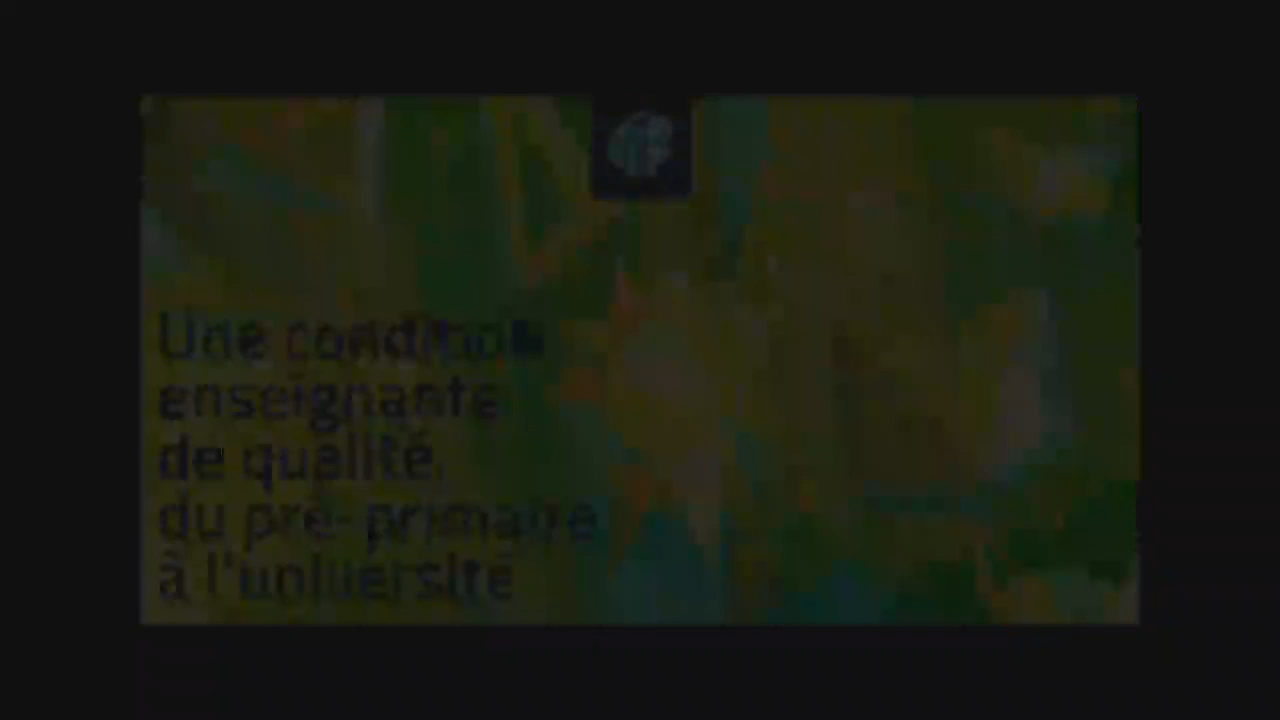 Une condition
enseignante
de qualité,
du pré-primaire
à l'université